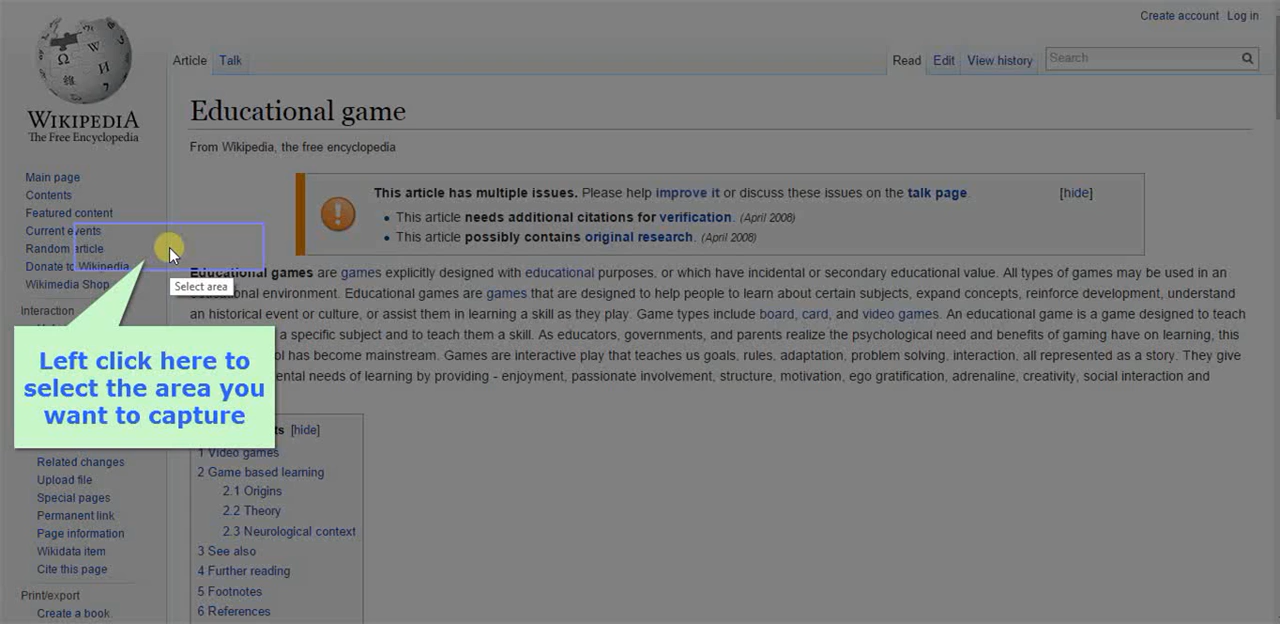 Create account Log in
Article Talk Read Edit View history Search
WIKIPEDIA
The Free Encyclopedia
Educational game
From Wikipedia, the free encyclopedia
Main page
Contents
Featured content
Current events
Random article
Donate to Wikipedia
Wikimedia Shop
Interaction
This article has multiple issues. Please help improve it or discuss these issues on the talk page. [hide]
This article needs additional citations for verification. (April 2008)
This article possibly contains original research. (April 2008)
Select area
Educational games are games explicitly designed with educational purposes, or which have incidental or secondary educational value. All types of games may be used in an
environment. Educational games are games that are designed to help people to learn about certain subjects, expand concepts, reinforce development, understand
an historical event or culture, or assist them in learning a skill as they play. Game types include board, card, and video games. An educational game is a game designed to teach
a specific subject and to teach them a skill. As educators, governments, and parents realize the psychological need and benefits of gaming have on learning, this
has become mainstream. Games are interactive play that teaches us goals, rules, adaptation, problem solving, interaction, all represented as a story. They give
needs of learning by providing - enjoyment, passionate involvement, structure, motivation, ego gratification, adrenaline, creativity, social interaction and
Left click here to
select the area you
want to capture
[hide]
1 Video games
2 Game based learning
2.1 Origins
2.2 Theory
2.3 Neurological context
3 See also
4 Further reading
5 Footnotes
6 References
Related changes
Upload file
Special pages
Permanent link
Page information
Wikidata item
Cite this page
Print/export
Create a book